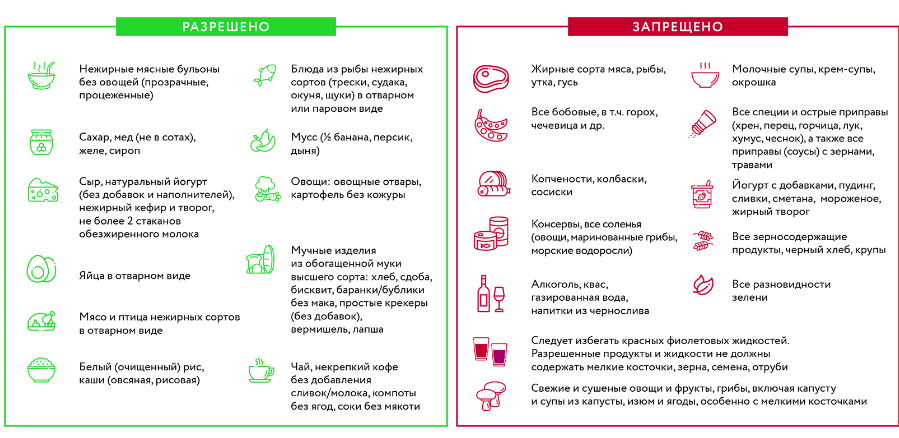 РАЗРЕШЕНО
Нежирные мясные бульоны
без овощей (прозрачные,
процеженные)
Сахар, мед (не в сотах),
желе, сироп
Сыр, натуральный йогурт
(без добавок и наполнителей),
нежирный кефир и творог,
не более 2 стаканов
обезжиренного молока
Яйца в отварном виде
Мясо и птица нежирных сортов
в отварном виде
Белый (очищенный) рис,
каши (овсяная, рисовая)
Блюда из рыбы нежирных
сортов (трески, судака,
окуня, щуки) в отварном
или паровом виде
Мусс (½ банана, персик,
дыня)
Овощи: овощные отвары,
картофель без кожуры
Мучные изделия
из обогащенной муки
высшего сорта: хлеб, сдоба,
бисквит, баранки/бублики
без мака, простые крекеры
(без добавок),
вермишель, лапша
Чай, некрепкий кофе
без добавления
сливок/молока, компоты
без ягод, соки без мякоти
ЗАПРЕЩЕНО
Жирные сорта мяса, рыбы,
утка, гусь
Все бобовые, в т.ч. горох,
чечевица и др.
Копчености, колбаски,
сосиски
Консервы, все соленья
(овощи, маринованные грибы,
морские водоросли)
Алкоголь, квас,
газированная вода,
напитки из чернослива
Молочные супы, крем-супы,
окрошка
Все специи и острые приправы
(хрен, перец, горчица, лук,
хумус, чеснок), а также все
приправы (соусы) с зернами,
травами
Йогурт с добавками, пудинг,
сливки, сметана, мороженое,
жирный творог
Все зерносодержащие
продукты, черный хлеб, крупы
Все разновидности
зелени
Следует избегать красных фиолетовых жидкостей.
Разрешенные продукты и жидкости не должны
содержать мелкие косточки, зерна, семена, отруби
Свежие и сушеные овощи и фрукты, грибы, включая капусту
и супы из капусты, изюм и ягоды, особенно с мелкими косточками